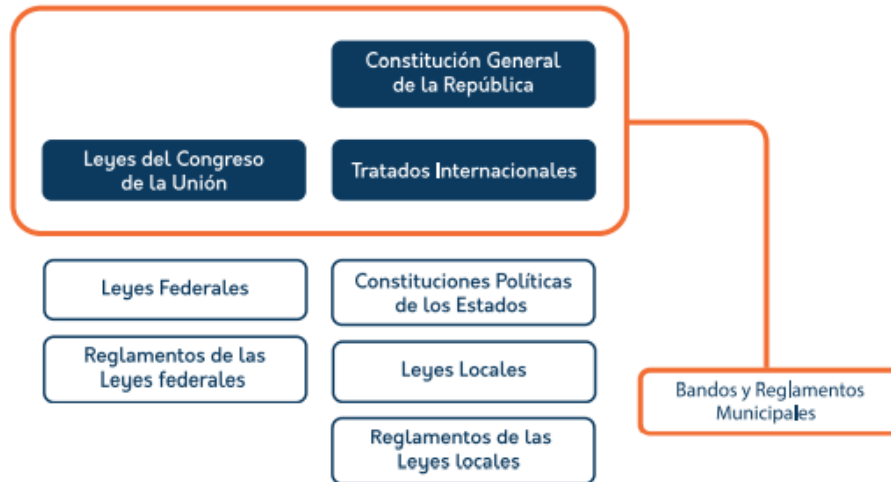 Constitución General
de la República
Leyes del Congreso
de la Unión
Tratados Internacionales
Leyes Federales
Constituciones Políticas
de los Estados
Reglamentos de las
Leyes federales
Leyes Locales
Bandos y Reglamentos
Municipales
Reglamentos de las
Leyes locales